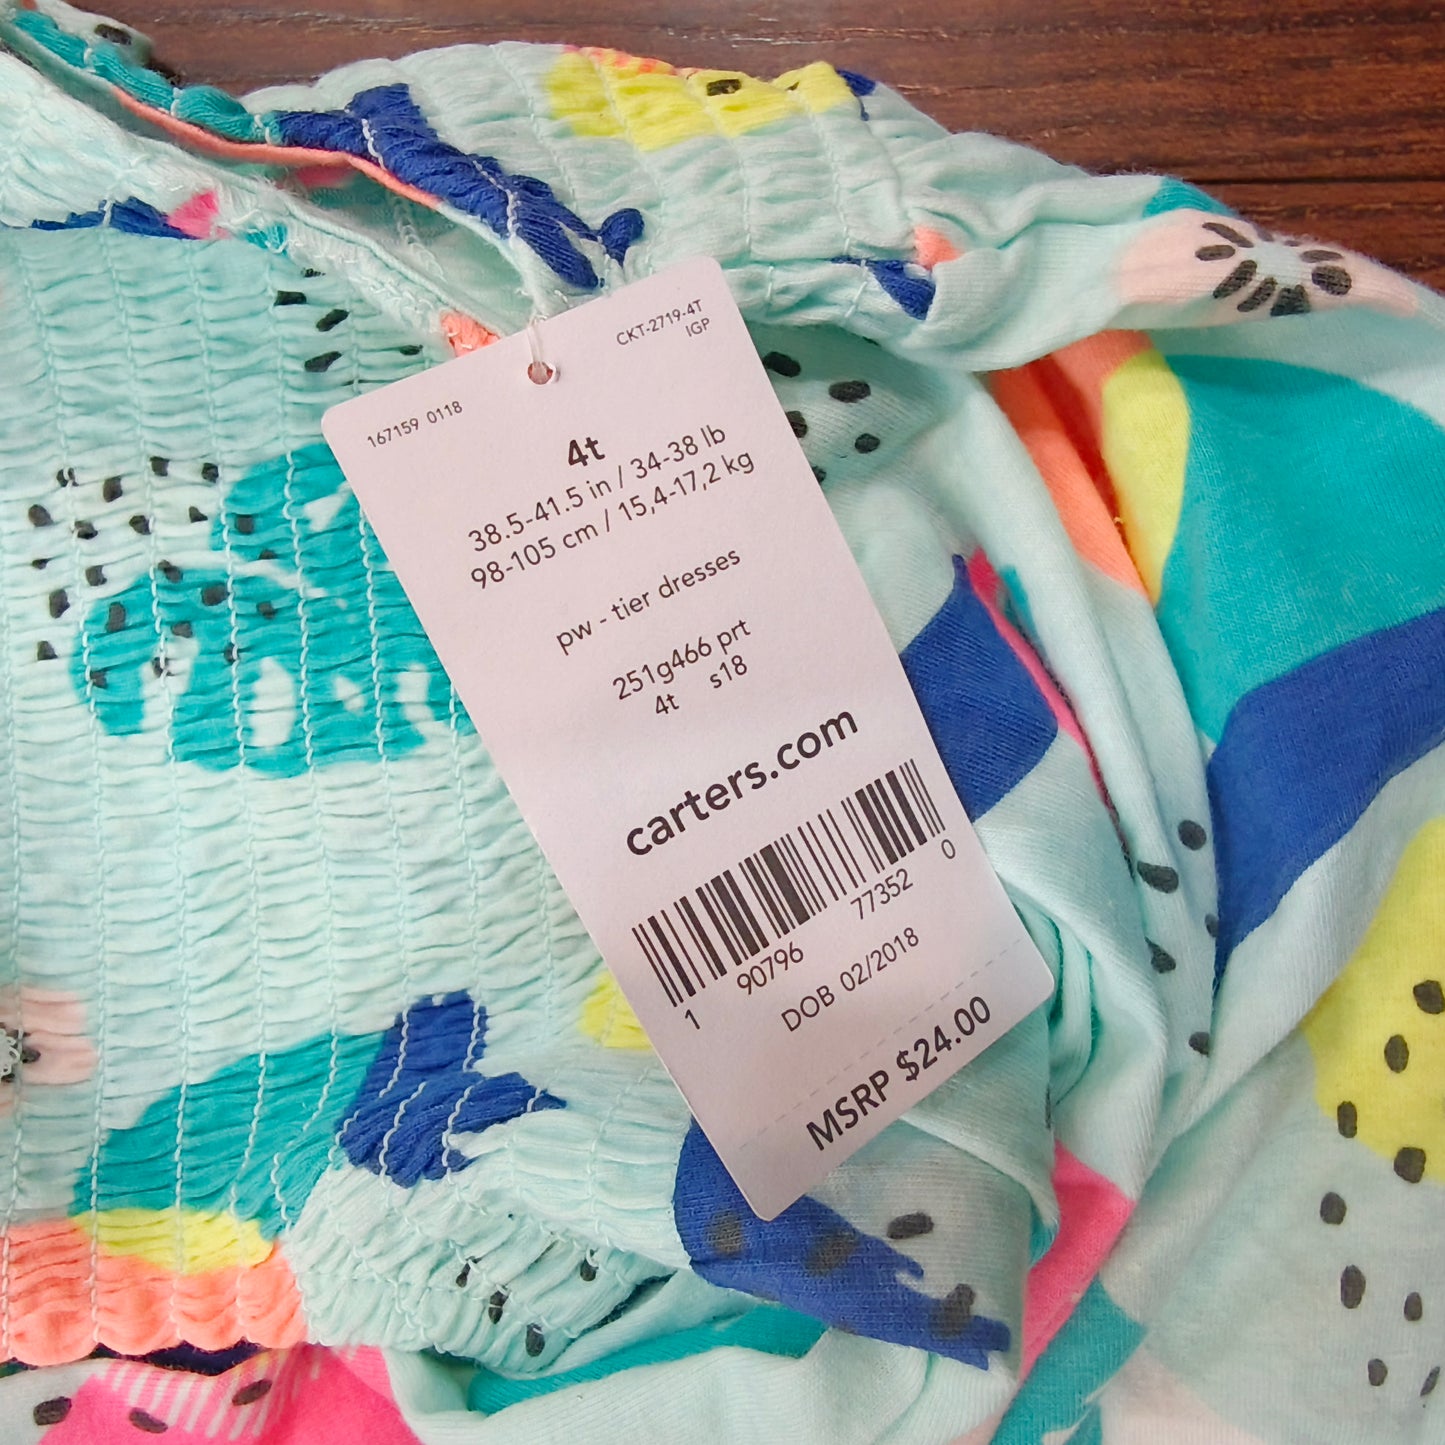 CKT-2719-4T
IGP
167159 0118
4t
38.5-41.5 in / 34-38 lb
98-105 cm / 15,4-17,2 kg
pw - tier dresses
251g466 prt
4t s18
carters.com
1 90796 77352 0
DOB 02/2018
MSRP $24.00